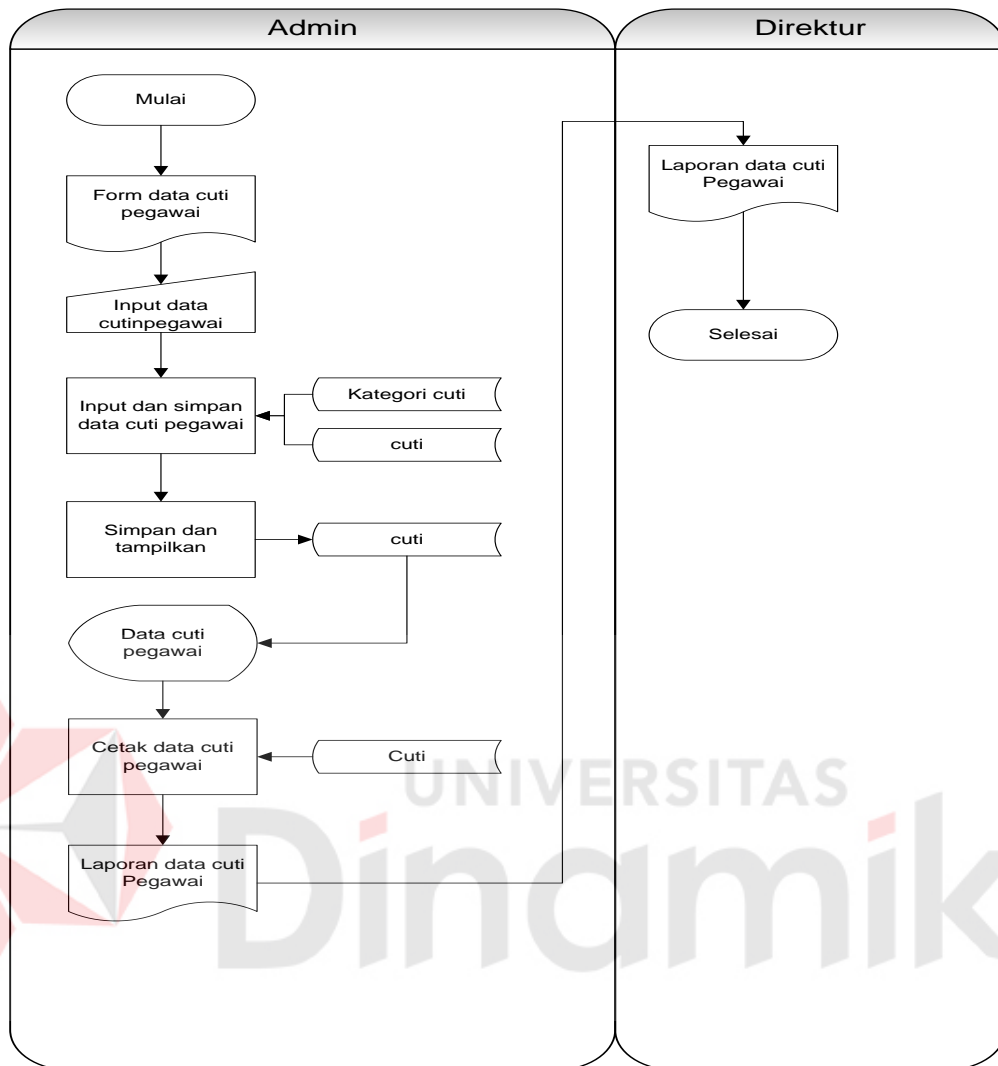 Admin
Direktur
Mulai
Form data cuti
pegawai
Input data
cutinpegawai
Input dan simpan
data cuti pegawai
Kategori cuti
cuti
Simpan dan
tampilkan
cuti
Data cuti
pegawai
Cetak data cuti
pegawai
Cuti
Laporan data cuti
Pegawai
Laporan data cuti
Pegawai
Selesai
UNIVERSITAS
Dinamik